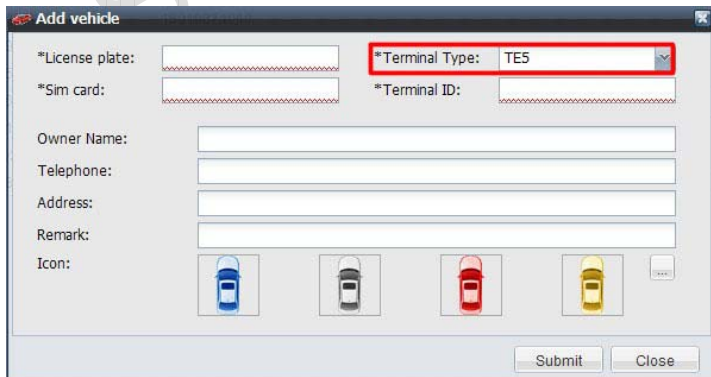 Add vehicle
*License plate: *Terminal Type: TE5
*Sim card: *Terminal ID:
Owner Name:
Telephone:
Address:
Remark:
Icon:
...
Submit Close